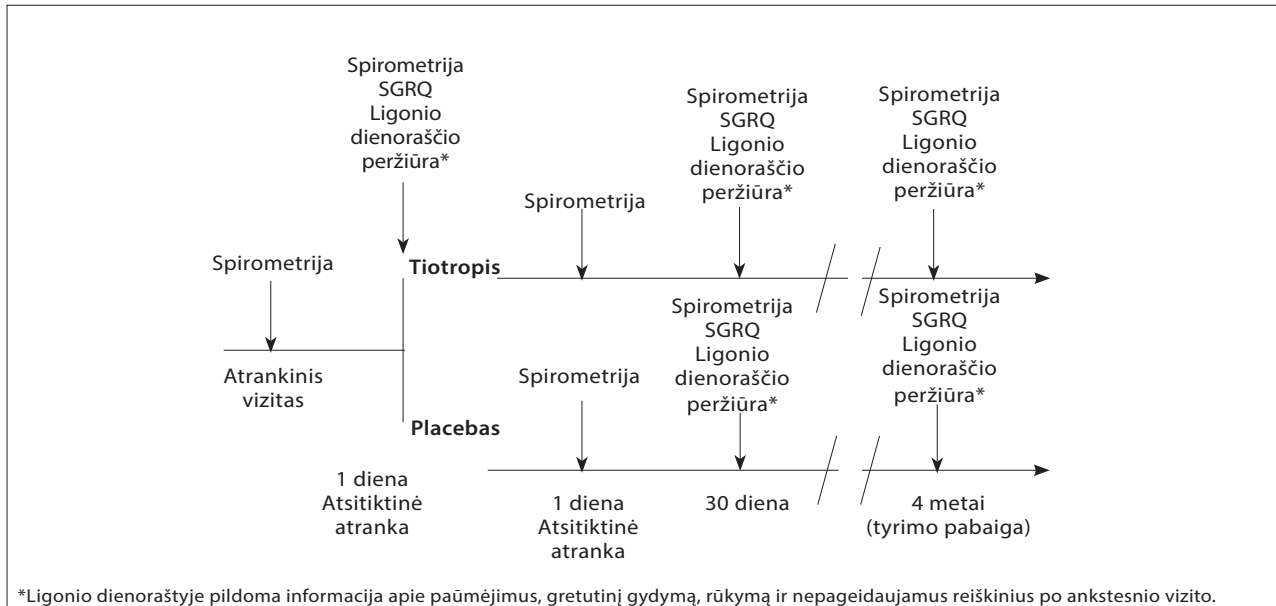 Spirometrija
SGRQ
Ligonio
dienoraščio
peržiūra*
Spirometrija
SGRQ
Ligonio
dienoraščio
peržiūra*
Spirometrija
SGRQ
Ligonio
dienoraščio
peržiūra*
Spirometrija
Spirometrija
Tiotropis
Atrankinis
vizitas
Spirometrija
Spirometrija
SGRQ
Ligonio
dienoraščio
peržiūra*
Spirometrija
SGRQ
Ligonio
dienoraščio
peržiūra*
Placebas
1 diena
Atsitiktinė
atranka
1 diena
Atsitiktinė
atranka
30 diena
4 metai
(tyrimo pabaiga)
*Ligonio dienoraštyje pildoma informacija apie paūmėjimus, gretutinį gydymą, rūkymą ir nepageidaujamus reiškinius po ankstesnio vizito.